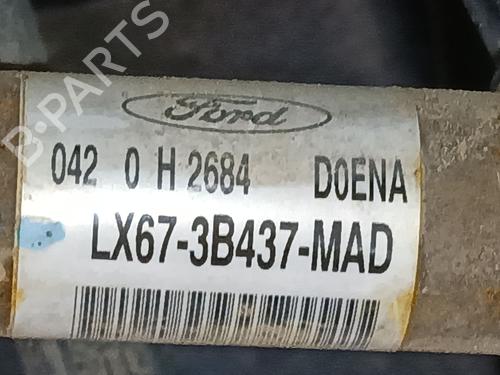 B-PARTS
Ford
042 0 H 2684 D0ENA
LX67-3B437-MAD